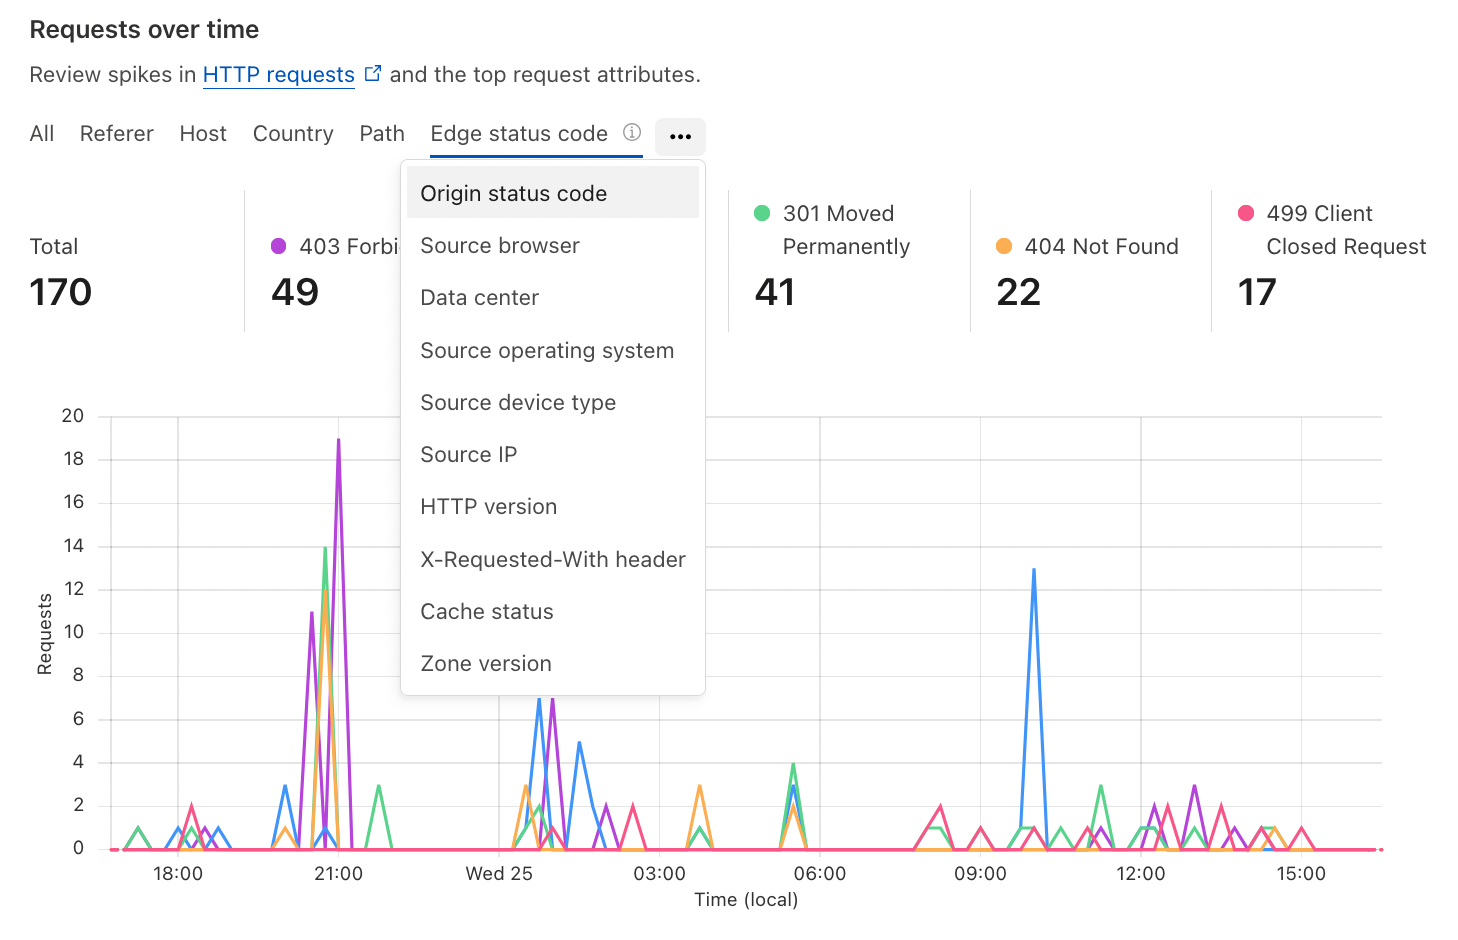 Requests over time
Review spikes in HTTP requests and the top request attributes.
All Referer Host Country Path Edge status code ...
Origin status code
Source browser
Data center
Source operating system
Source device type
Source IP
HTTP version
X-Requested-With header
Cache status
Zone version
Total
170
403 Forbi
49
301 Moved
Permanently
41
404 Not Found
22
499 Client
Closed Request
17
Requests
20
18
16
14
12
10
8
6
4
2
0
18:00 21:00 Wed 25 03:00 06:00 09:00 12:00 15:00
Time (local)